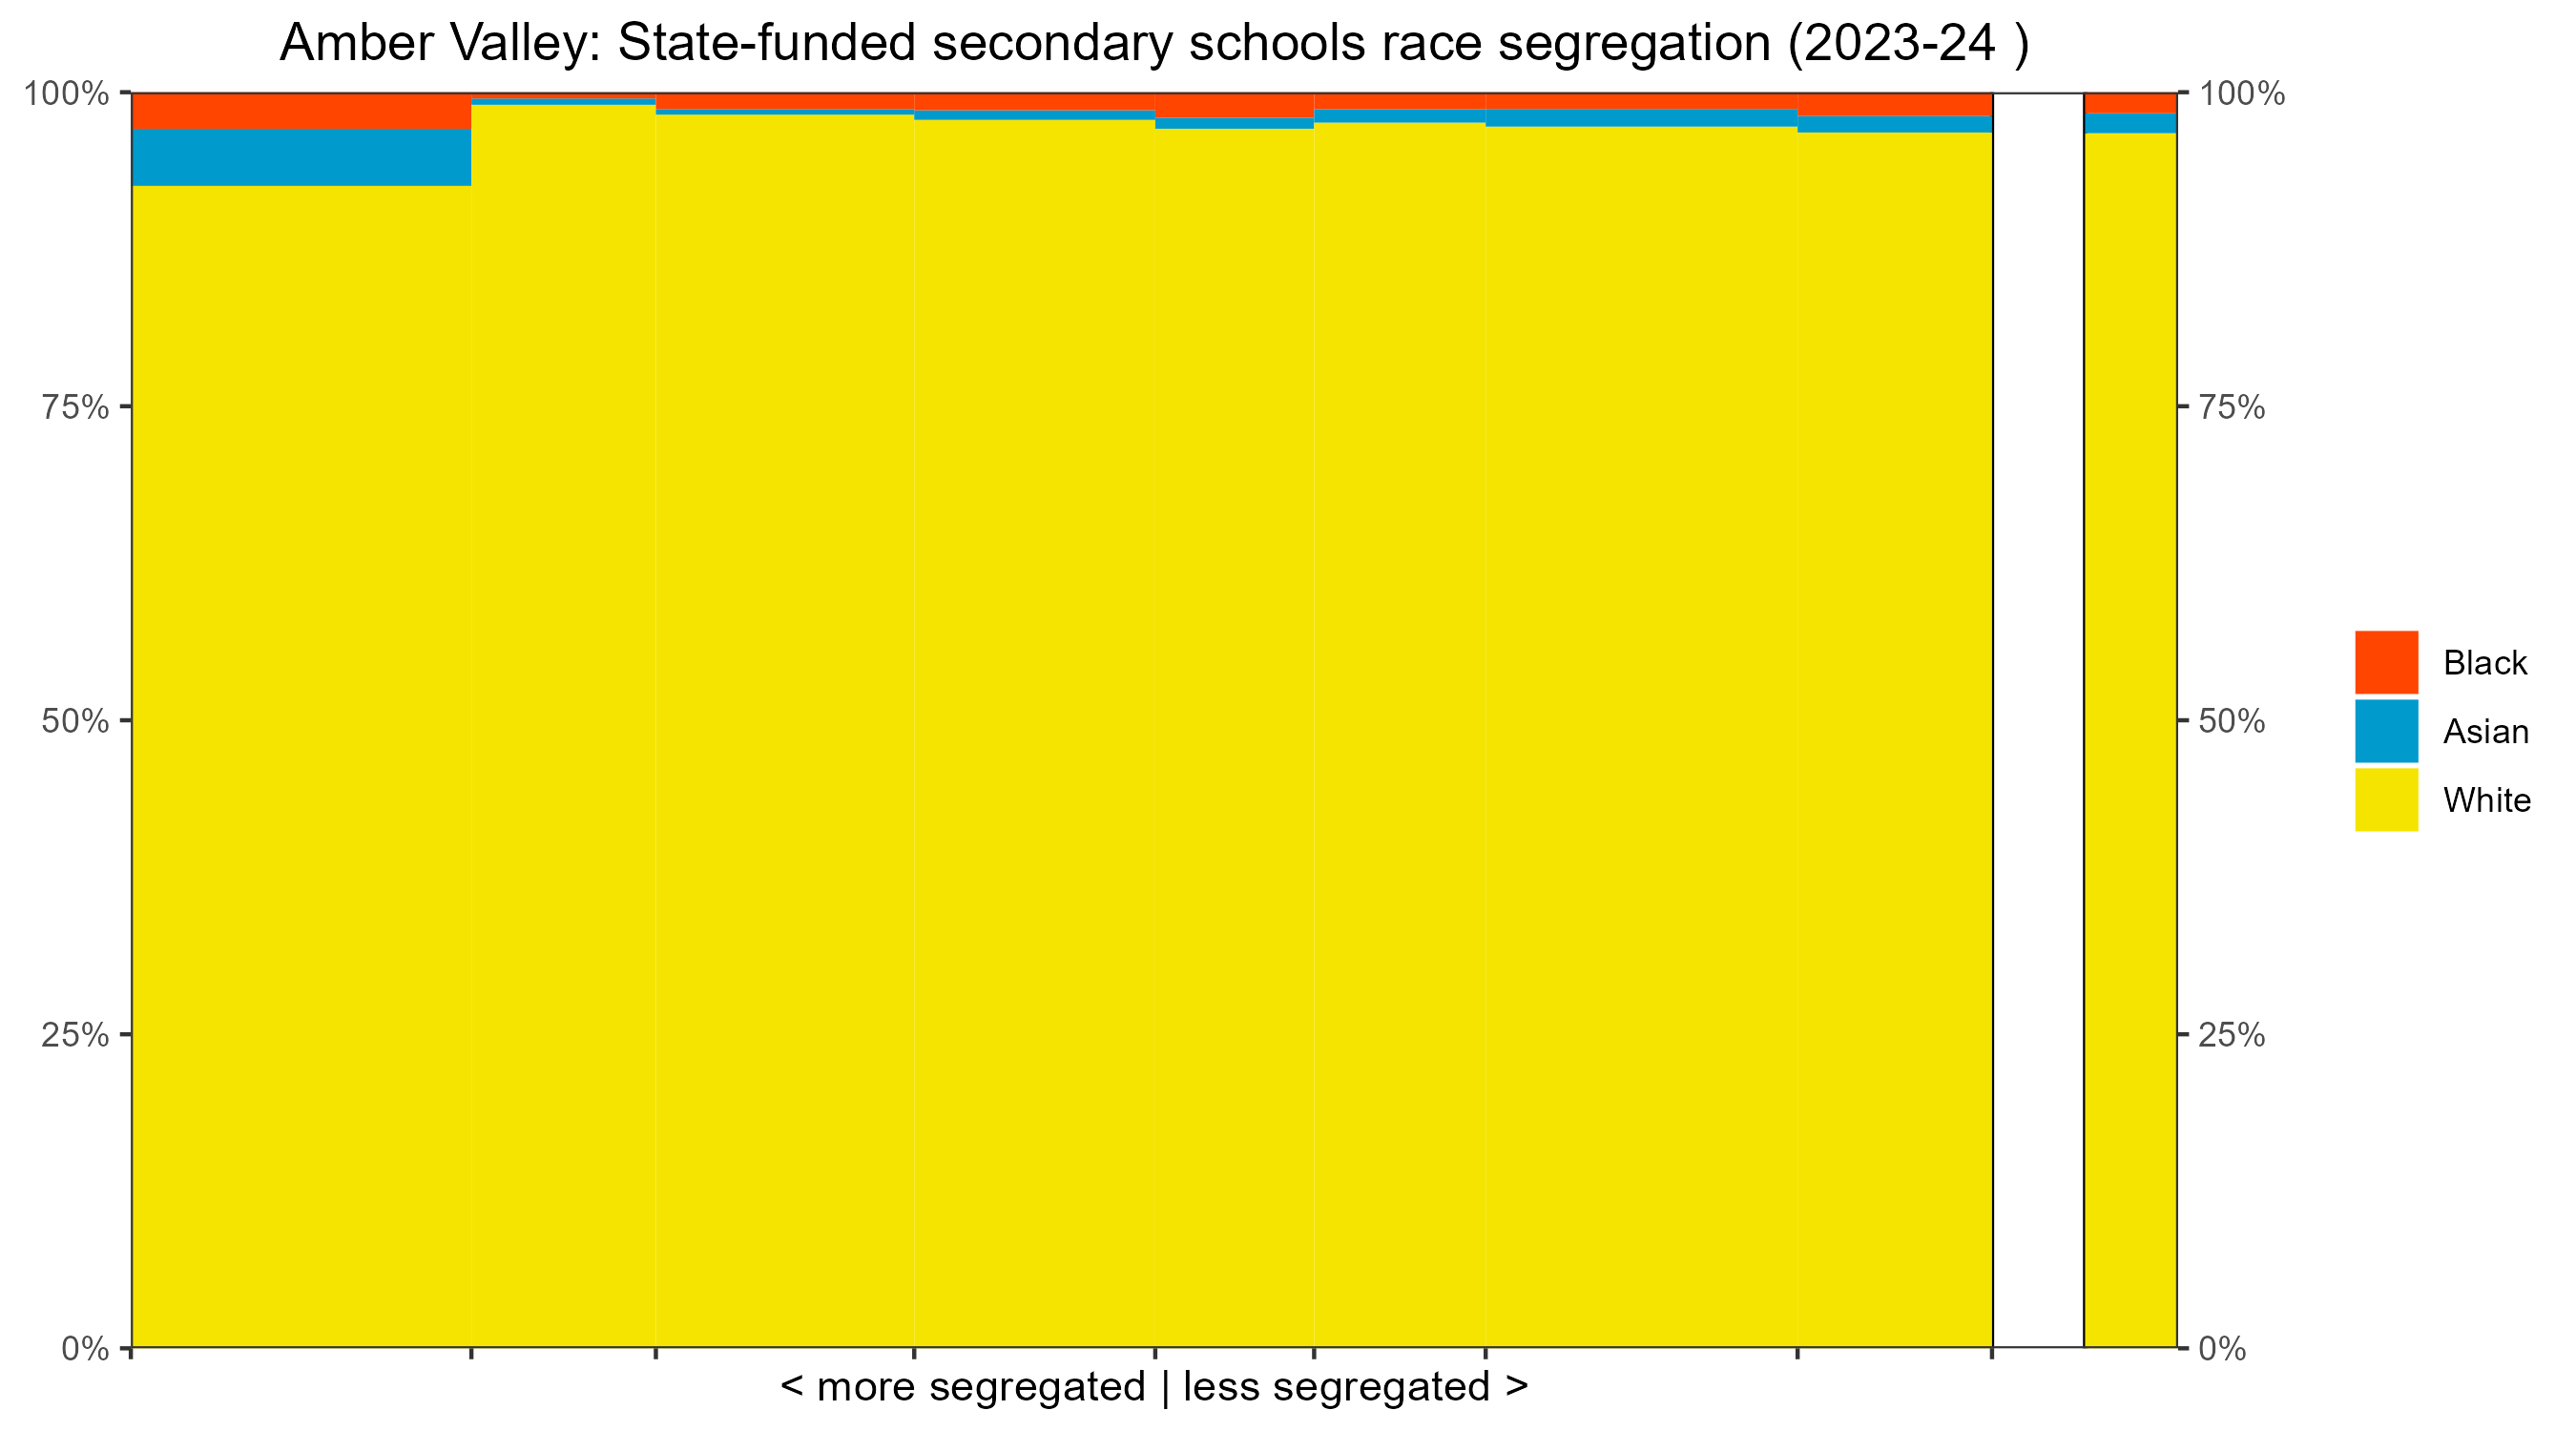 Amber Valley: State-funded secondary schools race segregation (2023-24 )
100%
100%
75%
75%
50%
50%
25%
25%
0%
0%
Black
Asian
White
< more segregated | less segregated >